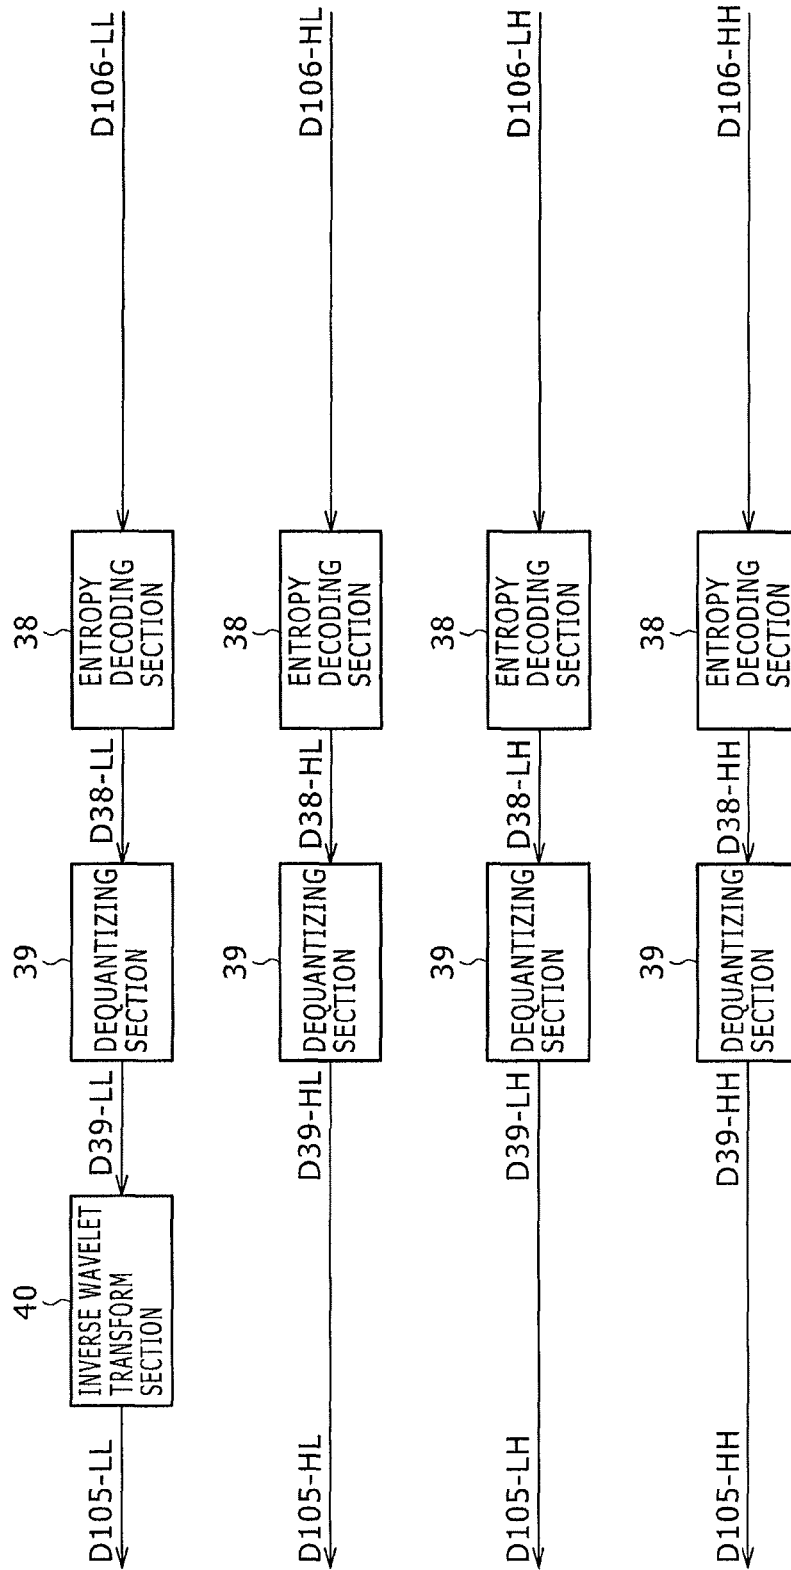 D106-LL
38
ENTROPY
DECODING
SECTION
D38-LL
39
DEQUANTIZING
SECTION
D39-LL
40
INVERSE WAVELET
TRANSFORM
SECTION
D105-LL
D106-HL
38
ENTROPY
DECODING
SECTION
D38-HL
39
DEQUANTIZING
SECTION
D39-HL
D105-HL
D106-LH
38
ENTROPY
DECODING
SECTION
D38-LH
39
DEQUANTIZING
SECTION
D39-LH
D105-LH
D106-HH
38
ENTROPY
DECODING
SECTION
D38-HH
39
DEQUANTIZING
SECTION
D39-HH
D105-HH